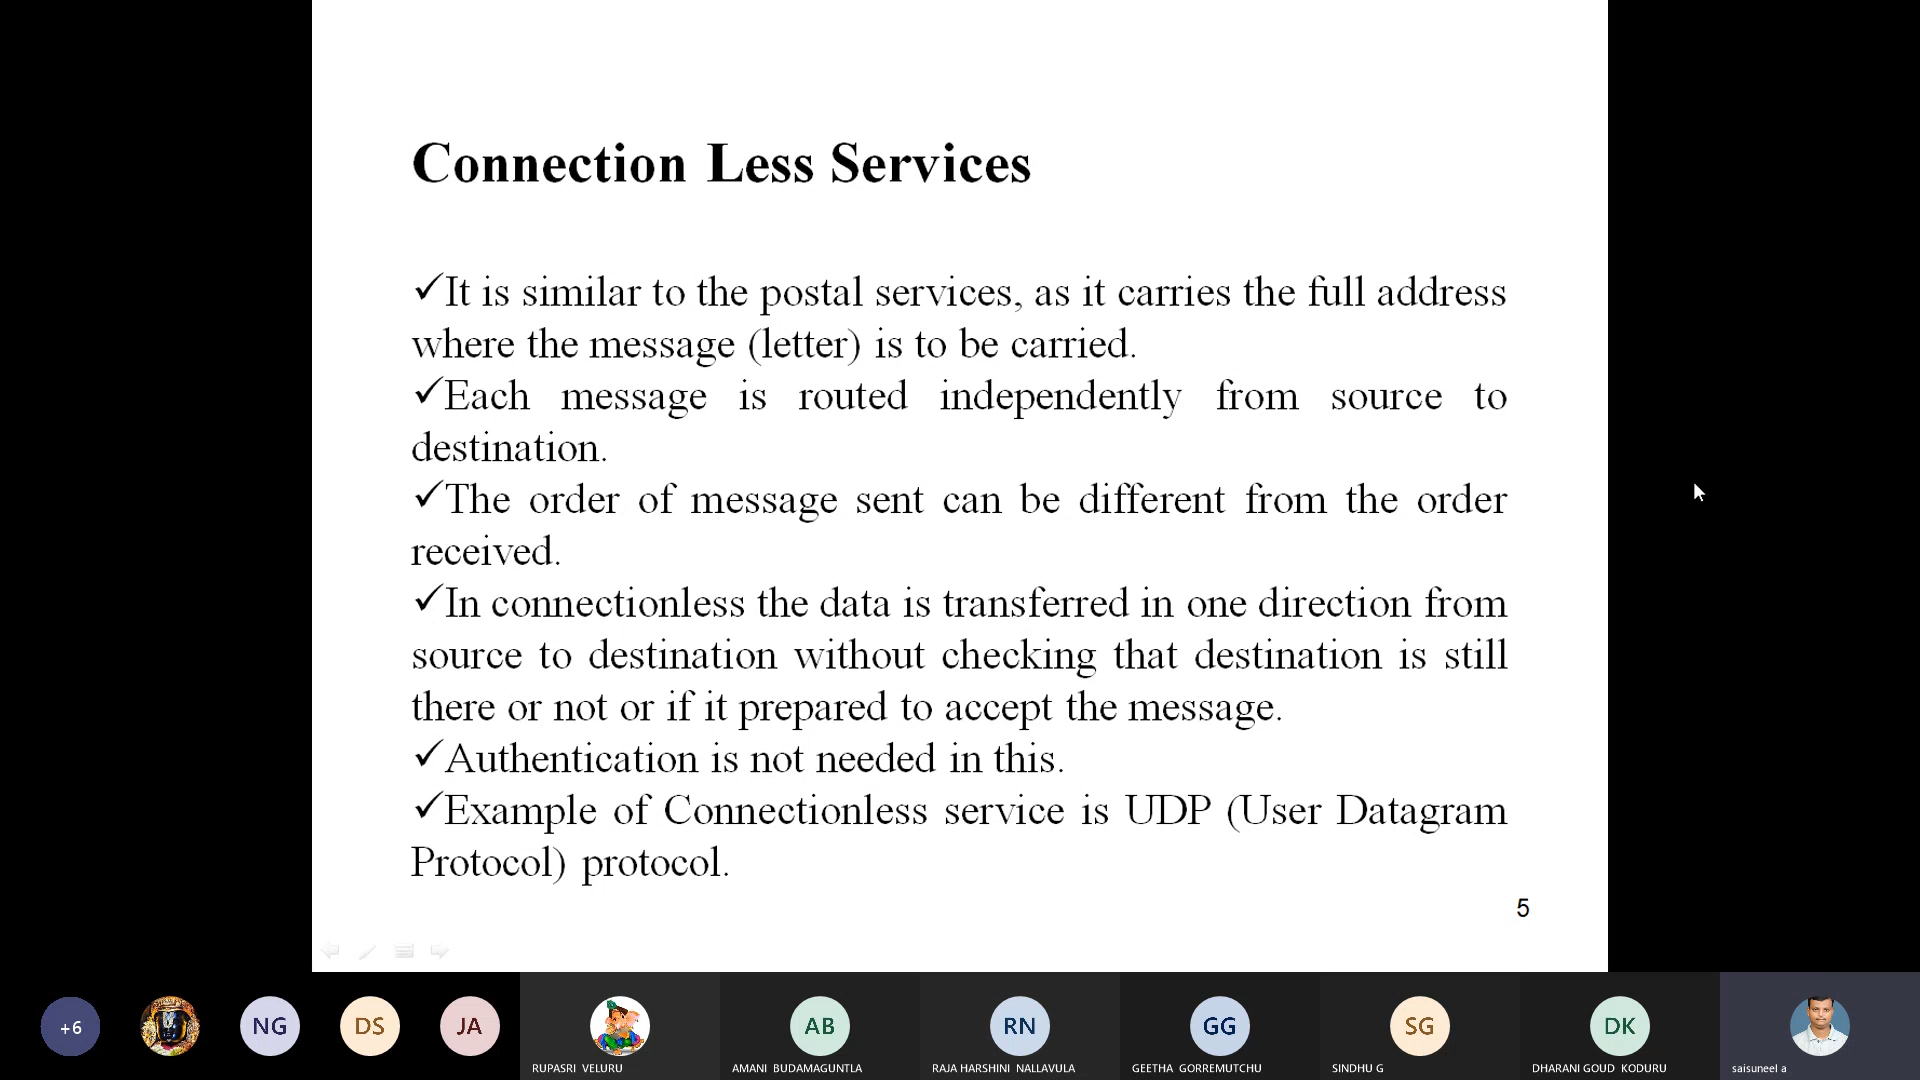 Connection Less Services
✓It is similar to the postal services, as it carries the full address
where the message (letter) is to be carried.
✓Each message is routed independently from source to
destination.
✓The order of message sent can be different from the order
received.
✓In connectionless the data is transferred in one direction from
source to destination without checking that destination is still
there or not or if it prepared to accept the message.
✓Authentication is not needed in this.
✓Example of Connectionless service is UDP (User Datagram
Protocol) protocol.
5
+6
NG
DS
JA
AB
RN
GG
SG
DK
RUPASRI VELURU
AMANI BUDAMAGUNTLA
RAJA HARSHINI NALLAVULA
GEETHA GORREMUTCHU
SINDHU G
DHARANI GOUD KODURU
saisuneel a